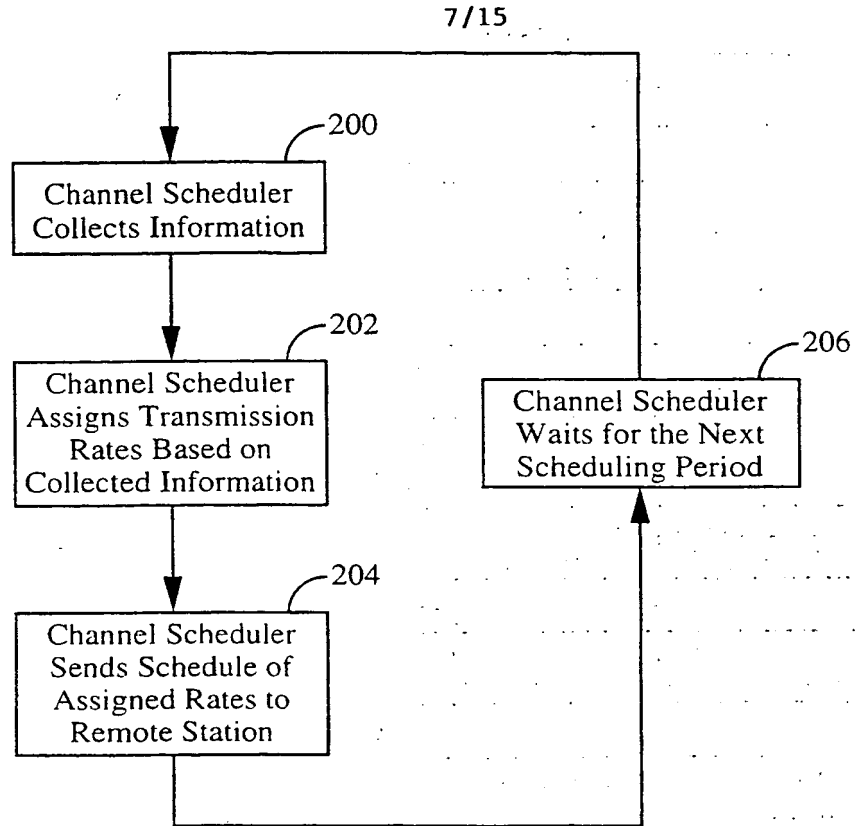 7/15
200
Channel Scheduler
Collects Information
202
Channel Scheduler
Assigns Transmission
Rates Based on
Collected Information
206
Channel Scheduler
Waits for the Next
Scheduling Period
204
Channel Scheduler
Sends Schedule of
Assigned Rates to
Remote Station